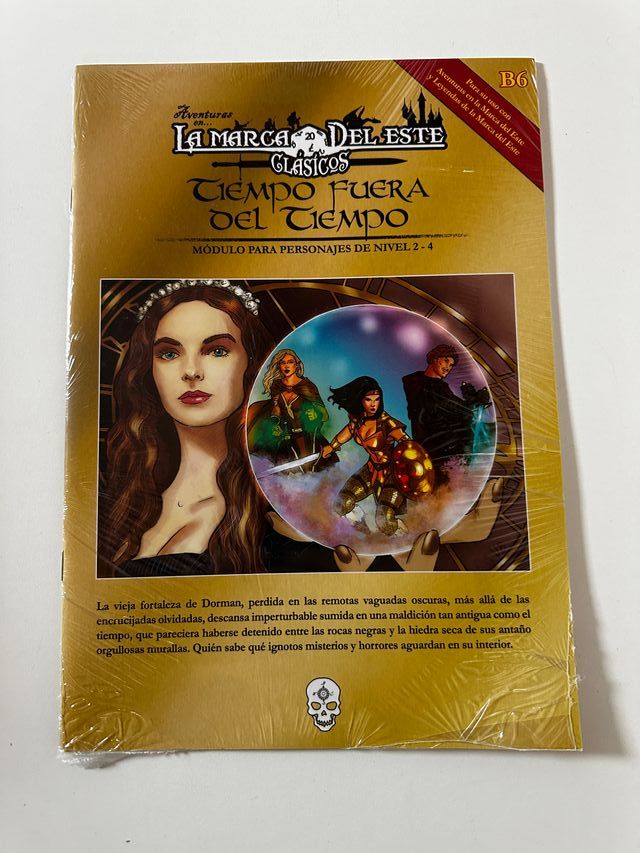 B6
Para su uso con
Aventuras en la Marca del Este
y Leyendas de la Marca del Este
Aventuras
en...
LA MARCA DEL ESTE
20
CLÁSICOS
TIEMPO FUERA
DEL TIEMPO
MÓDULO PARA PERSONAJES DE NIVEL 2 - 4
La vieja fortaleza de Dorman, perdida en las remotas vaguadas oscuras, más allá de las
encrucijadas olvidadas, descansa imperturbable sumida en una maldición tan antigua como el
tiempo, que pareciera haberse detenido entre las rocas negras y la hiedra seca de sus antaño
orgullosas murallas. Quién sabe qué ignotos misterios y horrores aguardan en su interior.